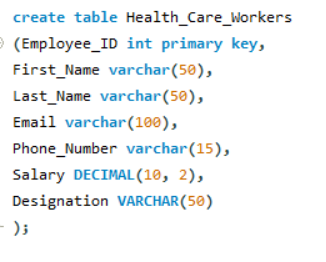 create table Health_Care_Workers
(Employee_ID int primary key,
First_Name varchar(50),
Last_Name varchar(50),
Email varchar(100),
Phone_Number varchar(15),
Salary DECIMAL(10, 2),
Designation VARCHAR(50)
);